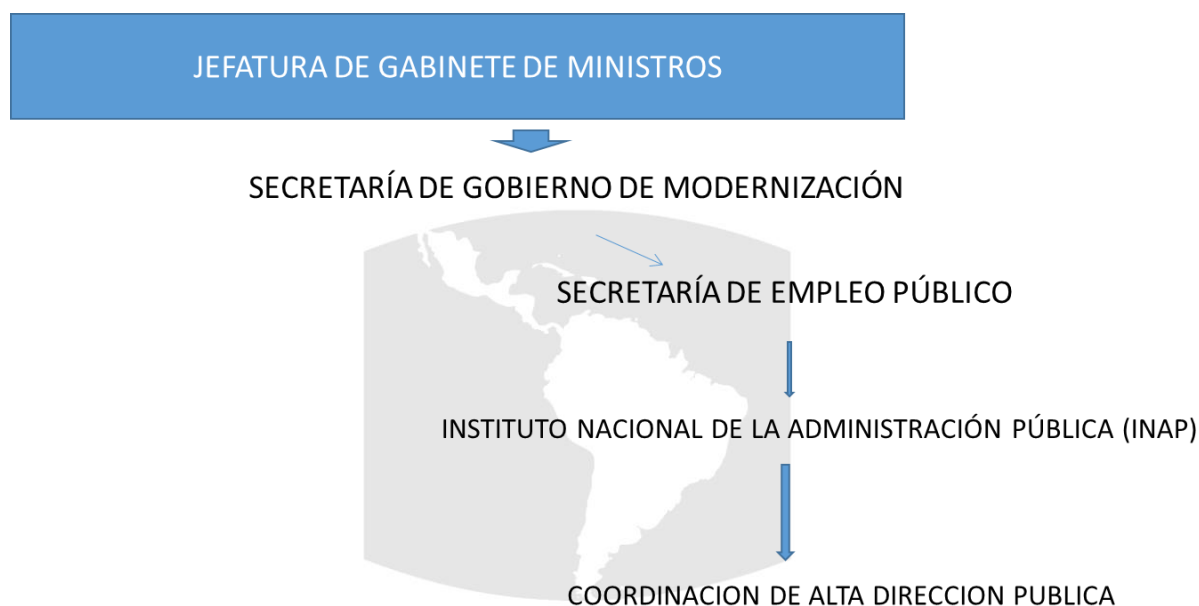 JEFATURA DE GABINETE DE MINISTROS
SECRETARÍA DE GOBIERNO DE MODERNIZACIÓN
SECRETARÍA DE EMPLEO PÚBLICO
INSTITUTO NACIONAL DE LA ADMINISTRACIÓN PÚBLICA (INAP)
COORDINACION DE ALTA DIRECCION PUBLICA